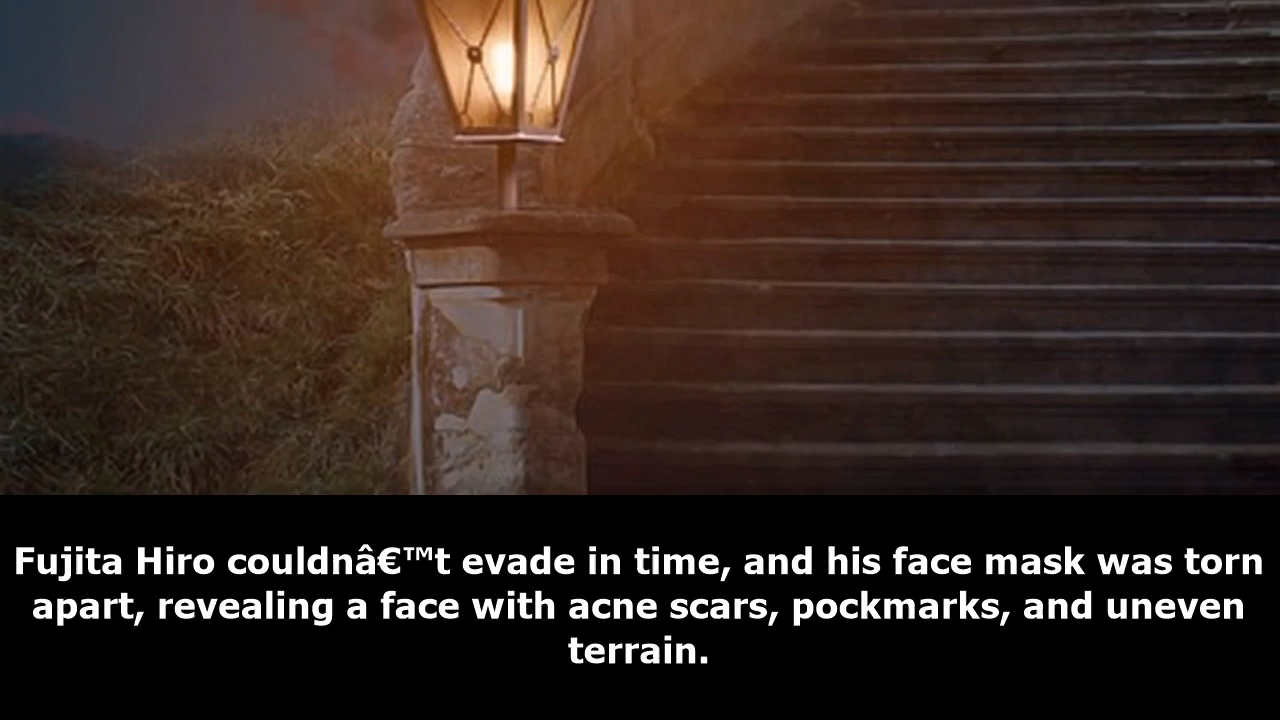 Fujita Hiro couldnâ€™t evade in time, and his face mask was torn
apart, revealing a face with acne scars, pockmarks, and uneven
terrain.